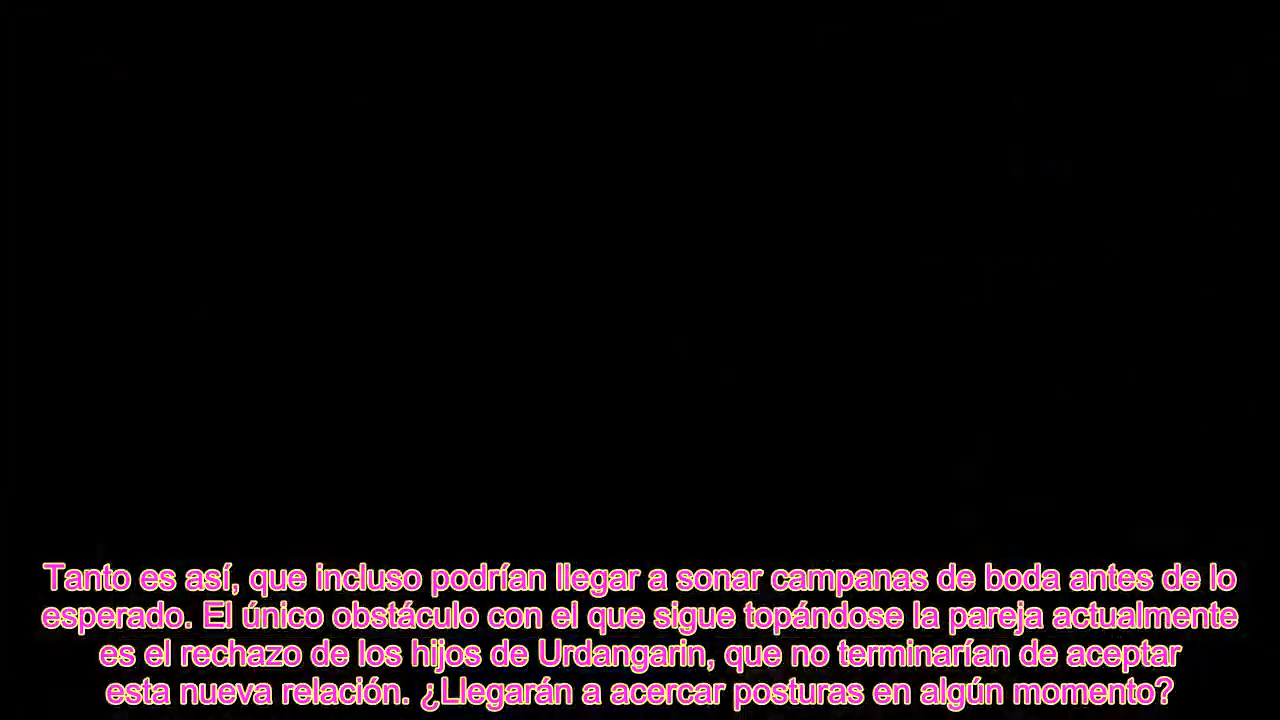 Tanto es así, que incluso podrían llegar a sonar campanas de boda antes de lo
esperado. El único obstáculo con el que sigue topándose la pareja actualmente
es el rechazo de los hijos de Urdangarin, que no terminarían de aceptar
esta nueva relación. ¿Llegarán a acercar posturas en algún momento?